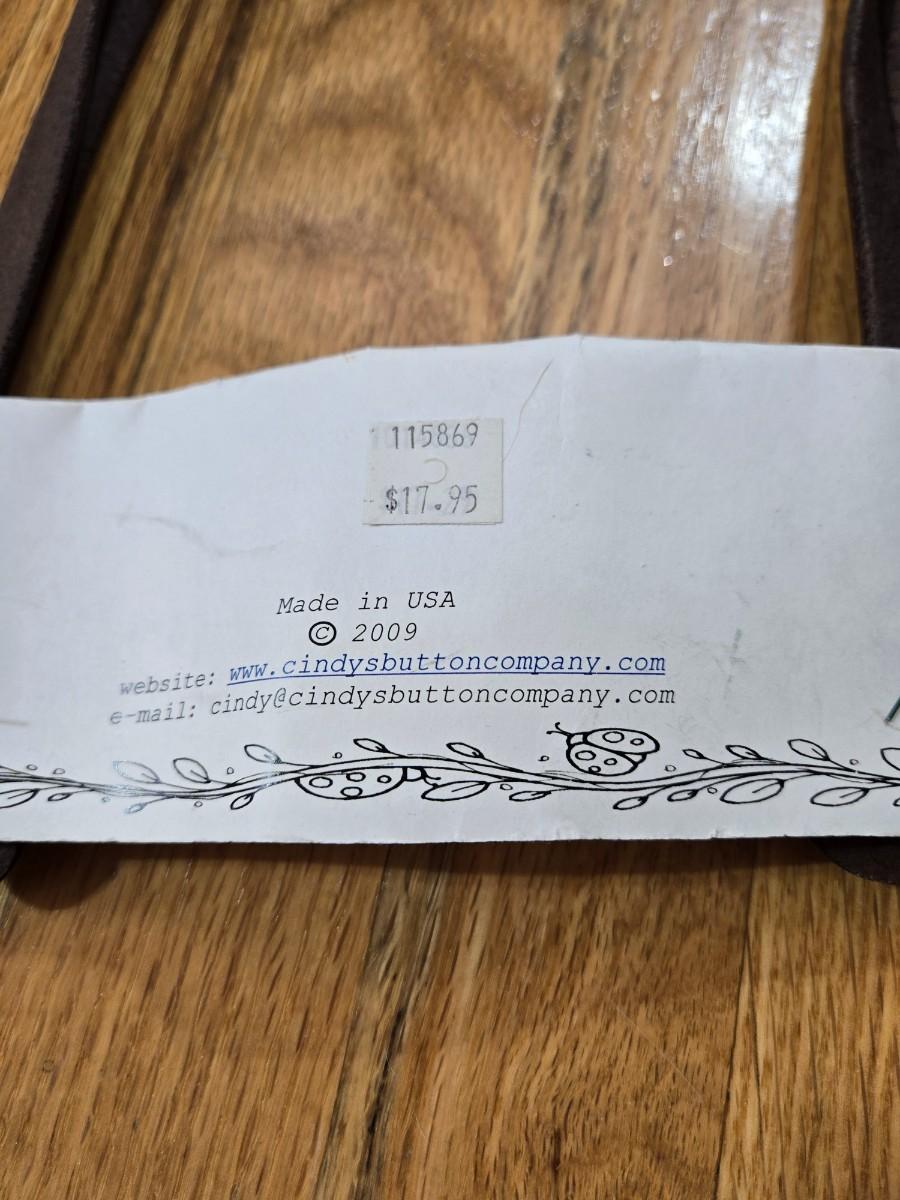 115869
$17.95
Made in USA
© 2009
website: www.cindysbuttoncompany.com
e-mail: cindy@cindysbuttoncompany.com